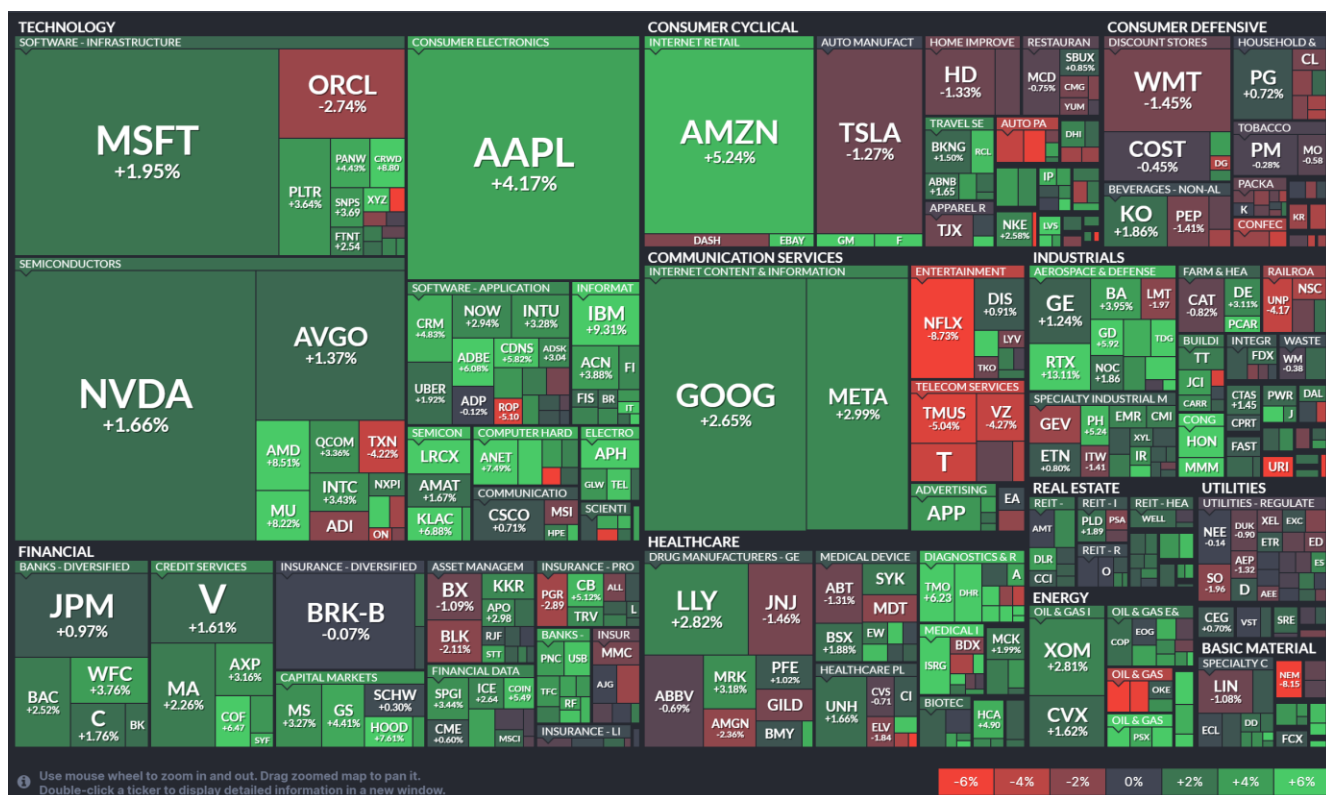 TECHNOLOGY
SOFTWARE - INFRASTRUCTURE
MSFT
+1.95%
ORCL
-2.74%
PLTR
+3.64%
PANW
+4.43%
CRWD
+8.80
SNPS
+3.69
XYZ
FTNT
+2.54
CONSUMER ELECTRONICS
AAPL
+4.17%
SEMICONDUCTORS
NVDA
+1.66%
AVGO
+1.37%
AMD
+8.51%
QCOM
+3.36%
TXN
-4.22%
MU
+8.22%
INTC
+3.43%
NXPI
ADI
ON
SOFTWARE - APPLICATION
CRM
+4.83%
NOW
+2.94%
INTU
+3.28%
ADBE
+6.08%
CDNS
+5.82%
ADSK
+3.04
UBER
+1.92%
ADP
-0.12%
ROP
-5.10
INFORMAT
IBM
+9.31%
ACN
+3.88%
FI
FIS
BR
IT
SEMICON
LRCX
AMAT
+1.67%
KLAC
+6.88%
COMPUTER HARD
ANET
+7.49%
COMMUNICATIO
CSCO
+0.71%
MSI
HPE
ELECTRO
APH
GLW
TEL
SCIENTI
CONSUMER CYCLICAL
INTERNET RETAIL
AMZN
+5.24%
DASH
EBAY
AUTO MANUFACT
TSLA
-1.27%
GM
F
HOME IMPROVE
HD
-1.33%
RESTAURAN
MCD
-0.75%
SBUX
+0.85%
CMG
YUM
TRAVEL SE
BKNG
+1.50%
RCL
ABNB
+1.65
AUTO PA
DHI
IP
APPAREL R
TJX
NKE
+2.58%
LVS
CONSUMER DEFENSIVE
DISCOUNT STORES
WMT
-1.45%
COST
-0.45%
DG
HOUSEHOLD &
PG
+0.72%
CL
TOBACCO
PM
-0.28%
MO
-0.58
BEVERAGES - NON-AL
KO
+1.86%
PEP
-1.41%
PACKA
K
CONFEC
KR
COMMUNICATION SERVICES
INTERNET CONTENT & INFORMATION
GOOG
+2.65%
META
+2.99%
ENTERTAINMENT
NFLX
-8.73%
DIS
+0.91%
LYV
TKO
TELECOM SERVICES
TMUS
-5.04%
VZ
-4.27%
T
ADVERTISING
APP
EA
INDUSTRIALS
AEROSPACE & DEFENSE
GE
+1.24%
BA
+3.95%
LMT
-1.97
RTX
+13.11%
GD
+5.92
TDG
NOC
+1.86
FARM & HEA
CAT
-0.82%
DE
+3.11%
PCAR
RAILROA
UNP
-4.17
NSC
BUILDI
TT
JCI
CARR
INTEGR
FDX
WASTE
WM
-0.38
SPECIALTY INDUSTRIAL M
GEV
PH
+5.24
EMR
CMI
ETN
+0.80%
ITW
-1.41
XYL
IR
CONG
HON
MMM
CTAS
+1.45
CPRT
FAST
PWR
J
DAL
URI
FINANCIAL
BANKS - DIVERSIFIED
JPM
+0.97%
BAC
+2.52%
WFC
+3.76%
C
+1.76%
BK
CREDIT SERVICES
V
+1.61%
MA
+2.26%
AXP
+3.16%
COF
+6.47
SYF
INSURANCE - DIVERSIFIED
BRK-B
-0.07%
CAPITAL MARKETS
MS
+3.27%
GS
+4.41%
SCHW
+0.30%
HOOD
+7.61%
ASSET MANAGEM
BX
-1.09%
KKR
APO
+2.98
BLK
-2.11%
RJF
STT
FINANCIAL DATA
SPGI
+3.44%
ICE
+2.64
COIN
+5.49
CME
+0.60%
MSCI
INSURANCE - PRO
PGR
-2.89
CB
+5.12%
ALL
TRV
L
BANKS -
PNC
USB
TFC
RF
INSUR
MMC
AJG
INSURANCE - LI
HEALTHCARE
DRUG MANUFACTURERS - GE
LLY
+2.82%
JNJ
-1.46%
ABBV
-0.69%
MRK
+3.18%
PFE
+1.02%
AMGN
-2.36%
GILD
BMY
MEDICAL DEVICE
ABT
-1.31%
SYK
MDT
BSX
+1.88%
EW
HEALTHCARE PL
UNH
+1.66%
CVS
-0.71
CI
ELV
-1.84
DIAGNOSTICS & R
TMO
+6.23
DHR
A
MEDICAL I
ISRG
BDX
MCK
+1.99%
BIOTEC
HCA
+4.90
REAL ESTATE
REIT -
AMT
DLR
CCI
REIT - I
PLD
+1.89
PSA
REIT - HEA
WELL
REIT - R
O
UTILITIES
UTILITIES - REGULATE
NEE
-0.14
DUK
-0.90
XEL
EXC
ETR
ED
SO
-1.96
AEP
-1.32
ES
D
AEE
CEG
+0.70%
VST
SRE
ENERGY
OIL & GAS I
XOM
+2.81%
CVX
+1.62%
OIL & GAS E&
COP
EOG
OIL & GAS
OKE
OIL & GAS
PSX
BASIC MATERIAL
SPECIALTY C
LIN
-1.08%
ECL
DD
NEM
-8.15
FCX
Use mouse wheel to zoom in and out. Drag zoomed map to pan it.
Double-click a ticker to display detailed information in a new window.
-6%
-4%
-2%
0%
+2%
+4%
+6%